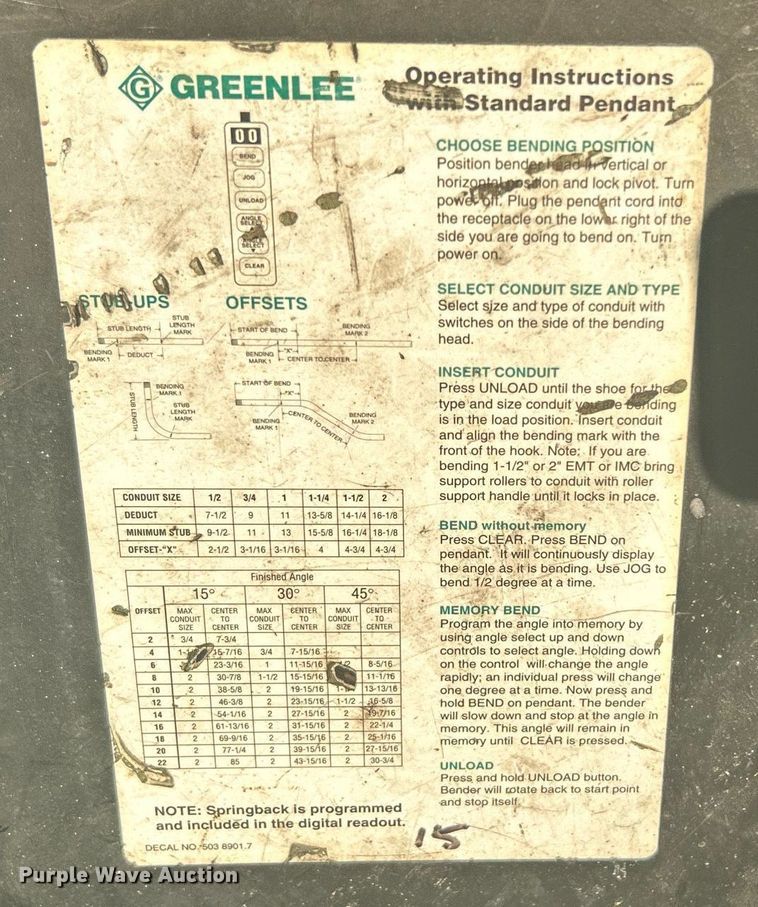 G GREENLEE
Operating Instructions
with Standard Pendant
00
BEND
JOG
UNLOAD
ANGLE
SELECT
SELECT
CLEAR
STUB-UPS
STUB LENGTH
STUB
LENGTH
MARK
BENDING
MARK 1
DEDUCT
BENDING
MARK 1
STUB
LENGTH
MARK
STUB LENGTH
OFFSETS
START OF BEND
BENDING
MARK 2
BENDING
MARK 1
"X"
CENTER TO CENTER
START OF BEND
"X"
BENDING
MARK 1
CENTER TO CENTER
BENDING
MARK 2
CONDUIT SIZE 1/2 3/4 1 1-1/4 1-1/2 2
DEDUCT 7-1/2 9 11 13-5/8 14-1/4 16-1/8
MINIMUM STUB 9-1/2 11 13 15-5/8 16-1/4 18-1/8
OFFSET-"X" 2-1/2 3-1/16 3-1/16 4 4-3/4 4-3/4
Finished Angle
15° 30° 45°
OFFSET
MAX CONDUIT SIZE CENTER TO CENTER MAX CONDUIT SIZE CENTER TO CENTER MAX CONDUIT SIZE CENTER TO CENTER
2 3/4 7-3/4
4 15-7/16 3/4 7-15/16
6 23-3/16 1 11-15/16 8-5/16
8 2 30-7/8 1-1/2 15-15/16 11-1/16
10 2 38-5/8 2 19-15/16 13-13/16
12 2 46-3/8 2 23-15/16 1-1/2 16-5/8
14 2 54-1/16 2 27-15/16 2 19-7/16
16 2 61-13/16 2 31-15/16 2 22-1/4
18 2 69-9/16 2 35-15/16 2 25-1/16
20 2 77-1/4 2 39-15/16 2 27-15/16
22 2 85 2 43-15/16 2 30-3/4
NOTE: Springback is programmed
and included in the digital readout.
DECAL NO. 503 8901.7
CHOOSE BENDING POSITION
Position bender head in vertical or
horizontal position and lock pivot. Turn
power off. Plug the pendant cord into
the receptacle on the lower right of the
side you are going to bend on. Turn
power on.
SELECT CONDUIT SIZE AND TYPE
Select size and type of conduit with
switches on the side of the bending
head.
INSERT CONDUIT
Press UNLOAD until the shoe for the
type and size conduit you are bending
is in the load position. Insert conduit
and align the bending mark with the
front of the hook. Note: If you are
bending 1-1/2" or 2" EMT or IMC bring
support rollers to conduit with roller
support handle until it locks in place.
BEND without memory
Press CLEAR. Press BEND on
pendant. It will continuously display
the angle as it is bending. Use JOG to
bend 1/2 degree at a time.
MEMORY BEND
Program the angle into memory by
using angle select up and down
controls to select angle. Holding down
on the control will change the angle
rapidly; an individual press will change
one degree at a time. Now press and
hold BEND on pendant. The bender
will slow down and stop at the angle in
memory. This angle will remain in
memory until CLEAR is pressed.
UNLOAD
Press and hold UNLOAD button.
Bender will rotate back to start point
and stop itself.
15
Purple Wave Auction